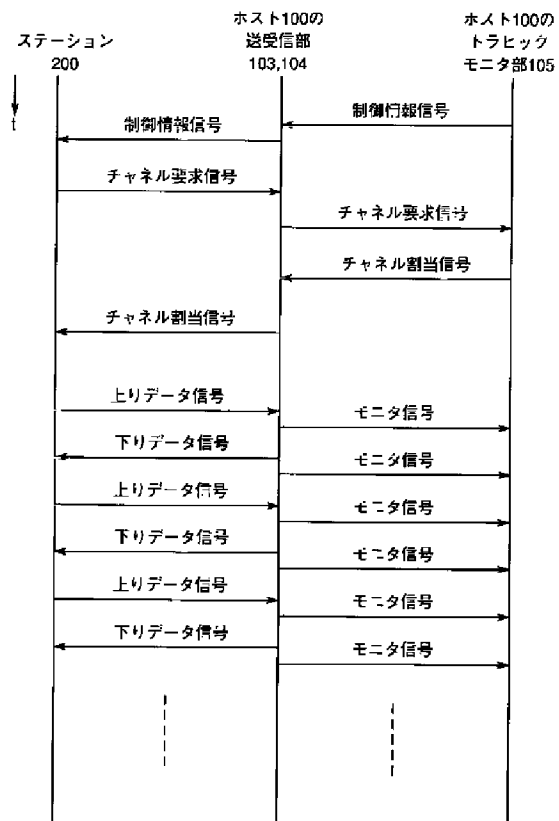 ステーション
200
ホスト100の
送受信部
103,104
ホスト100の
トラヒック
モニタ部105
t
制御情報信号
制御情報信号
チャネル要求信号
チャネル要求信号
チャネル割当信号
チャネル割当信号
上りデータ信号
モニタ信号
下りデータ信号
モニタ信号
上りデータ信号
モニタ信号
下りデータ信号
モニタ信号
上りデータ信号
モニタ信号
下りデータ信号
モニタ信号